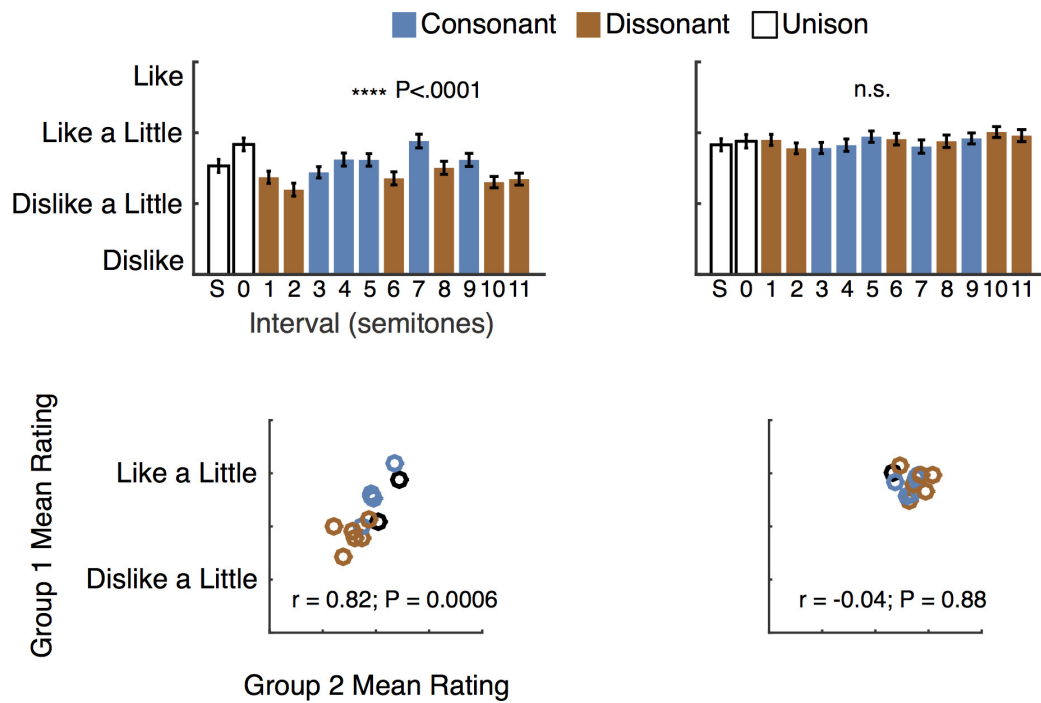 Consonant Dissonant Unison
Like
Like a Little
Dislike a Little
Dislike
**** P<.0001
S 0 1 2 3 4 5 6 7 8 9 10 11
Interval (semitones)
n.s.
S 0 1 2 3 4 5 6 7 8 9 10 11
Group 1 Mean Rating
Like a Little
Dislike a Little
r = 0.82; P = 0.0006
Group 2 Mean Rating
r = -0.04; P = 0.88